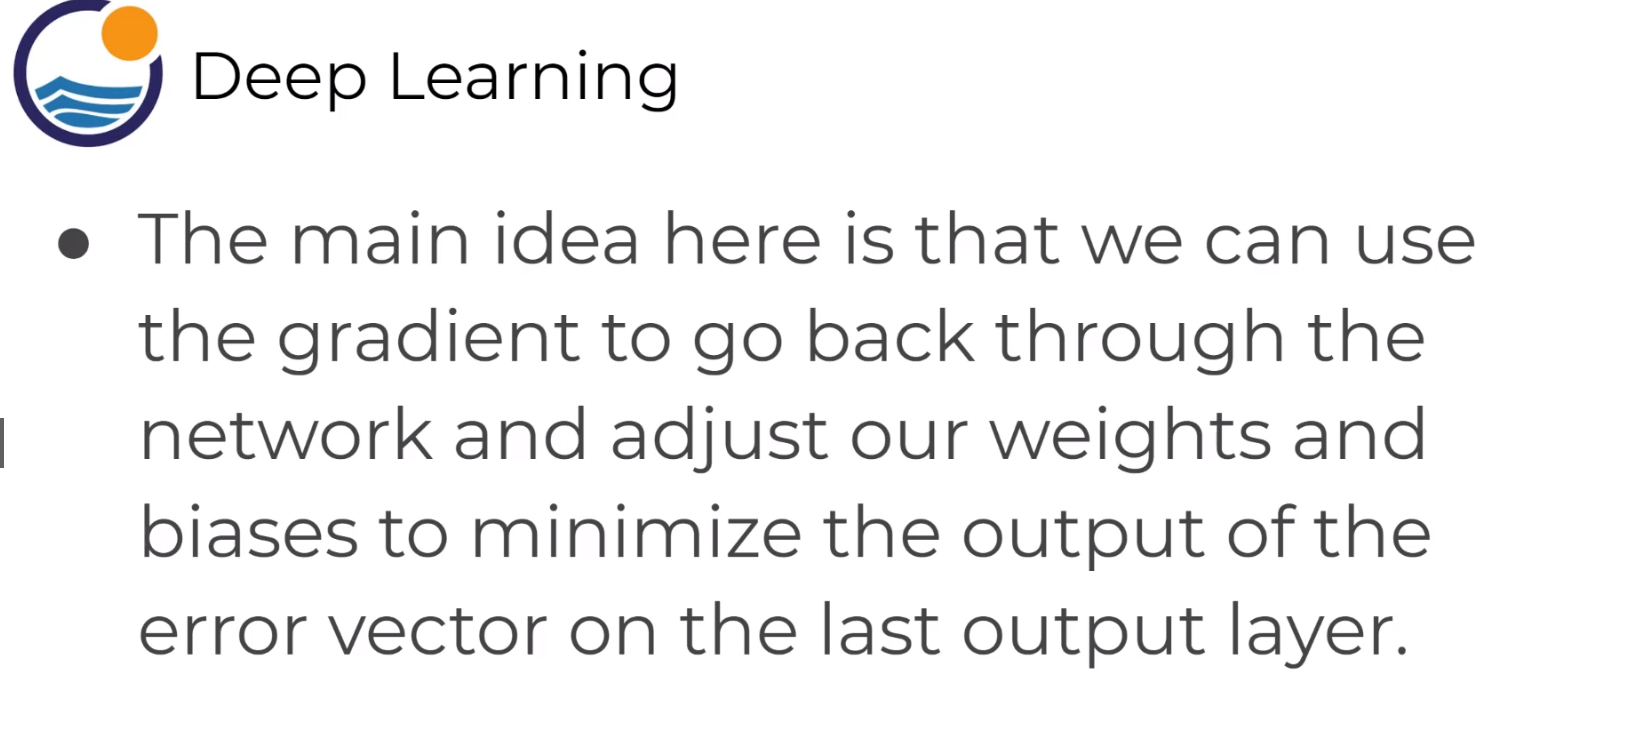 Deep Learning
● The main idea here is that we can use
the gradient to go back through the
network and adjust our weights and
biases to minimize the output of the
error vector on the last output layer.